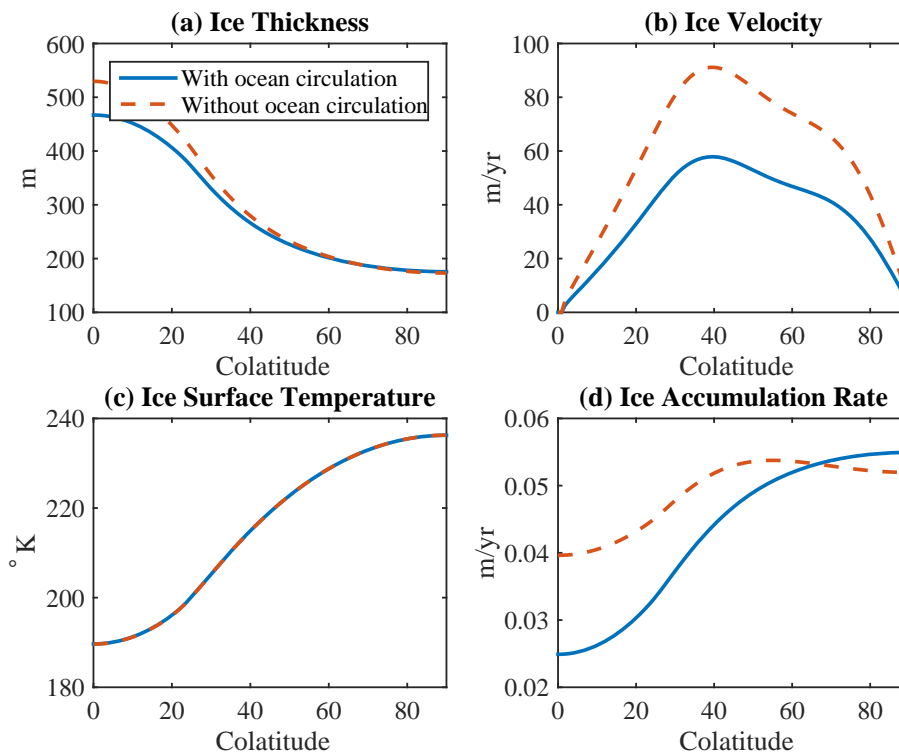 (a) Ice Thickness
m
600
500
400
300
200
100
With ocean circulation
Without ocean circulation
0 20 40 60 80
Colatitude
(b) Ice Velocity
m/yr
100
80
60
40
20
0
0 20 40 60 80
Colatitude
(c) Ice Surface Temperature
° K
240
220
200
180
0 20 40 60 80
Colatitude
(d) Ice Accumulation Rate
m/yr
0.06
0.05
0.04
0.03
0.02
0 20 40 60 80
Colatitude